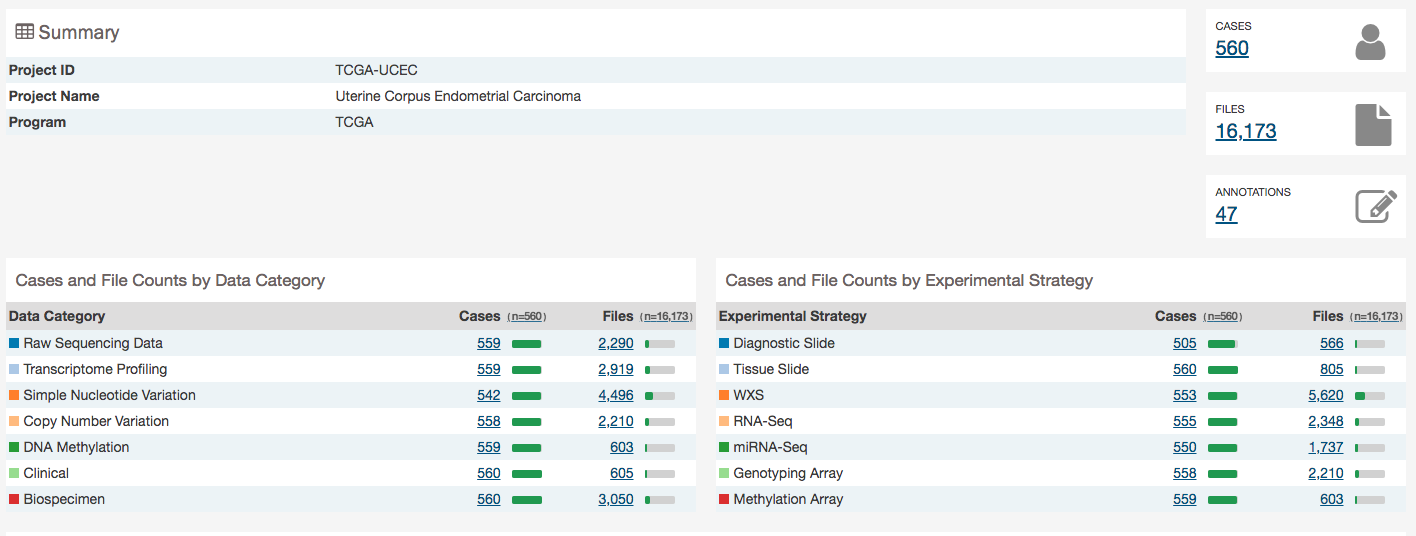 Summary
Project ID TCGA-UCEC
Project Name Uterine Corpus Endometrial Carcinoma
Program TCGA
CASES
560
FILES
16,173
ANNOTATIONS
47
Cases and File Counts by Data Category
Data Category Cases (n=560) Files (n=16,173)
Raw Sequencing Data 559 2,290
Transcriptome Profiling 559 2,919
Simple Nucleotide Variation 542 4,496
Copy Number Variation 558 2,210
DNA Methylation 559 603
Clinical 560 605
Biospecimen 560 3,050
Cases and File Counts by Experimental Strategy
Experimental Strategy Cases (n=560) Files (n=16,173)
Diagnostic Slide 505 566
Tissue Slide 560 805
WXS 553 5,620
RNA-Seq 555 2,348
miRNA-Seq 550 1,737
Genotyping Array 558 2,210
Methylation Array 559 603